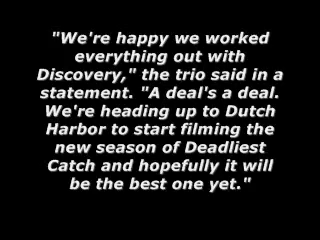 "We're happy we worked
everything out with
Discovery," the trio said in a
statement. "A deal's a deal.
We're heading up to Dutch
Harbor to start filming the
new season of Deadliest
Catch and hopefully it will
be the best one yet."